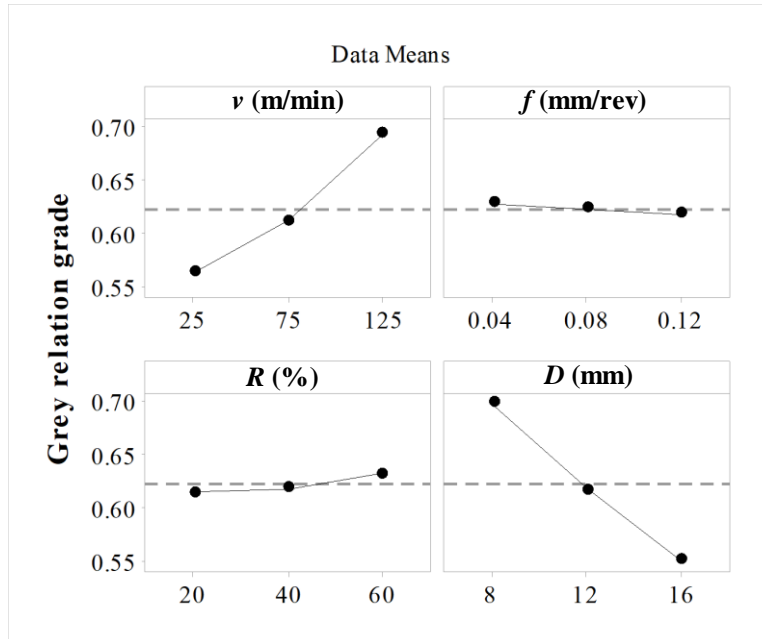 Data Means
v (m/min)
f (mm/rev)
0.70
0.65
0.60
0.55
25 75 125
0.04 0.08 0.12
Grey relation grade
R (%)
D (mm)
0.70
0.65
0.60
0.55
20 40 60
8 12 16